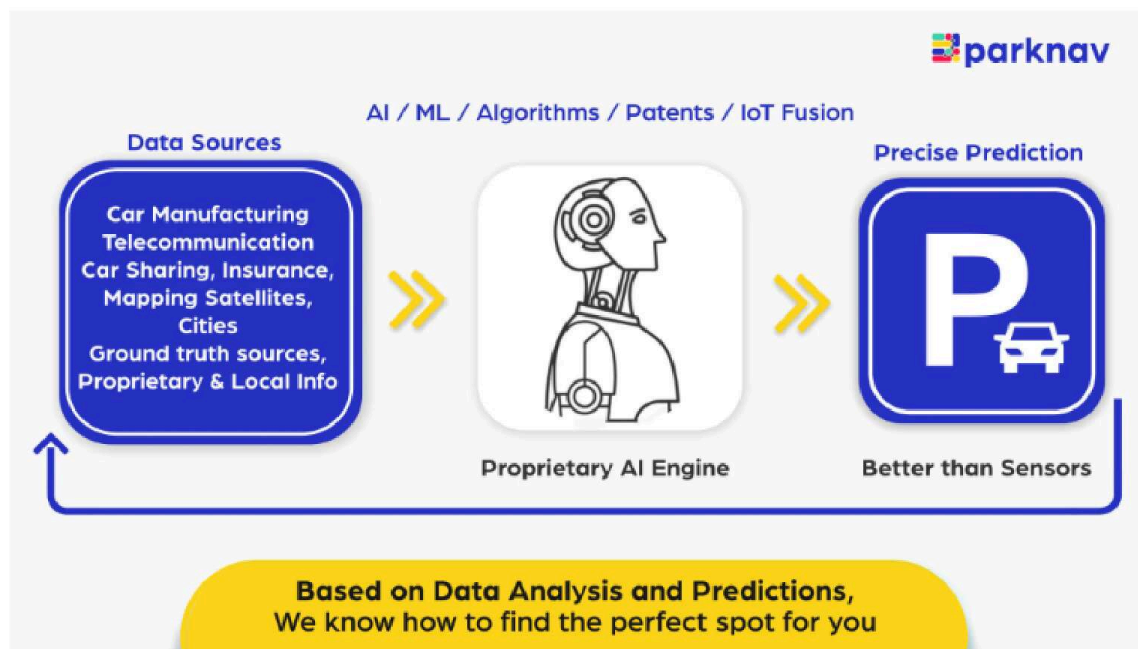 parknav
AI / ML / Algorithms / Patents / IoT Fusion
Data Sources
Car Manufacturing
Telecommunication
Car Sharing, Insurance,
Mapping Satellites,
Cities
Ground truth sources,
Proprietary & Local Info
Proprietary AI Engine
Precise Prediction
P
Better than Sensors
Based on Data Analysis and Predictions,
We know how to find the perfect spot for you